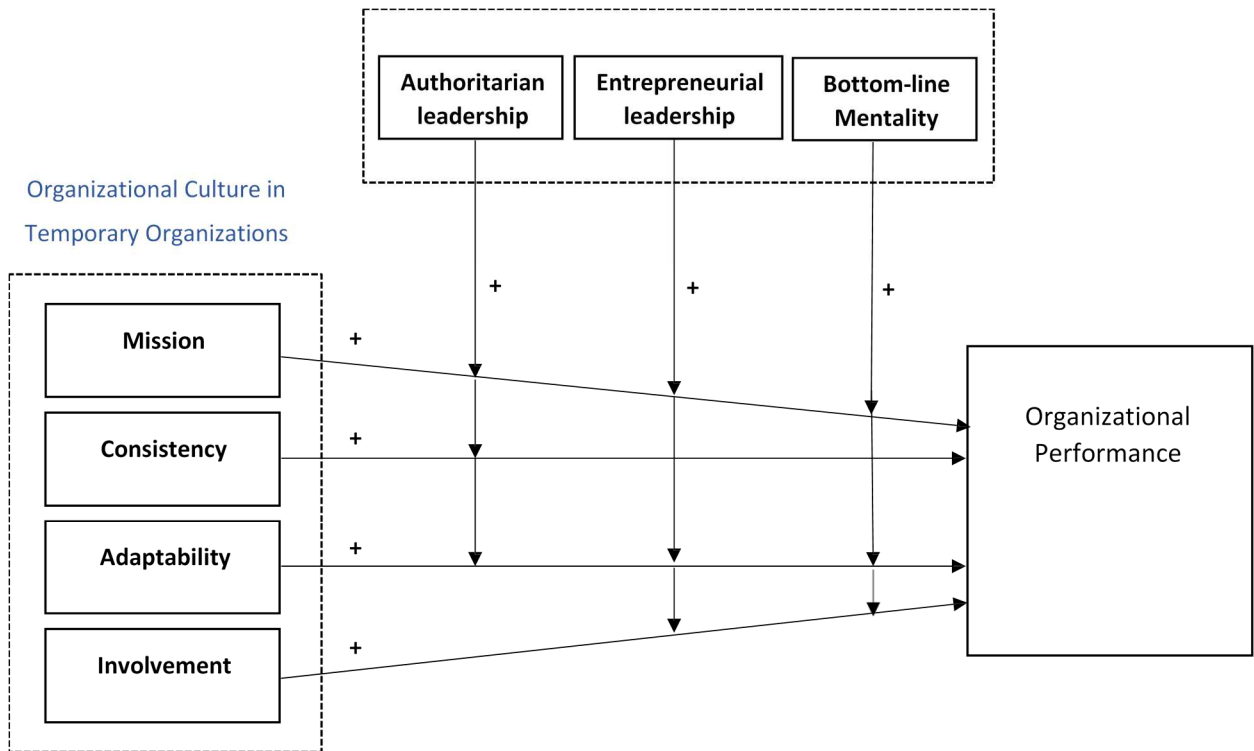 Authoritarian
leadership
Entrepreneurial
leadership
Bottom-line
Mentality
Organizational Culture in
Temporary Organizations
+
+
+
Mission
+
Consistency
+
Adaptability
+
Involvement
+
Organizational
Performance